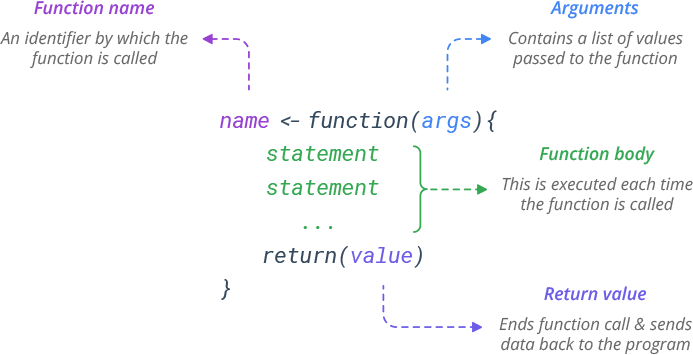 Function name
An identifier by which the
function is called
Arguments
Contains a list of values
passed to the function
name <- function(args){
statement
statement
...
return(value)
}
Function body
This is executed each time
the function is called
Return value
Ends function call & sends
data back to the program